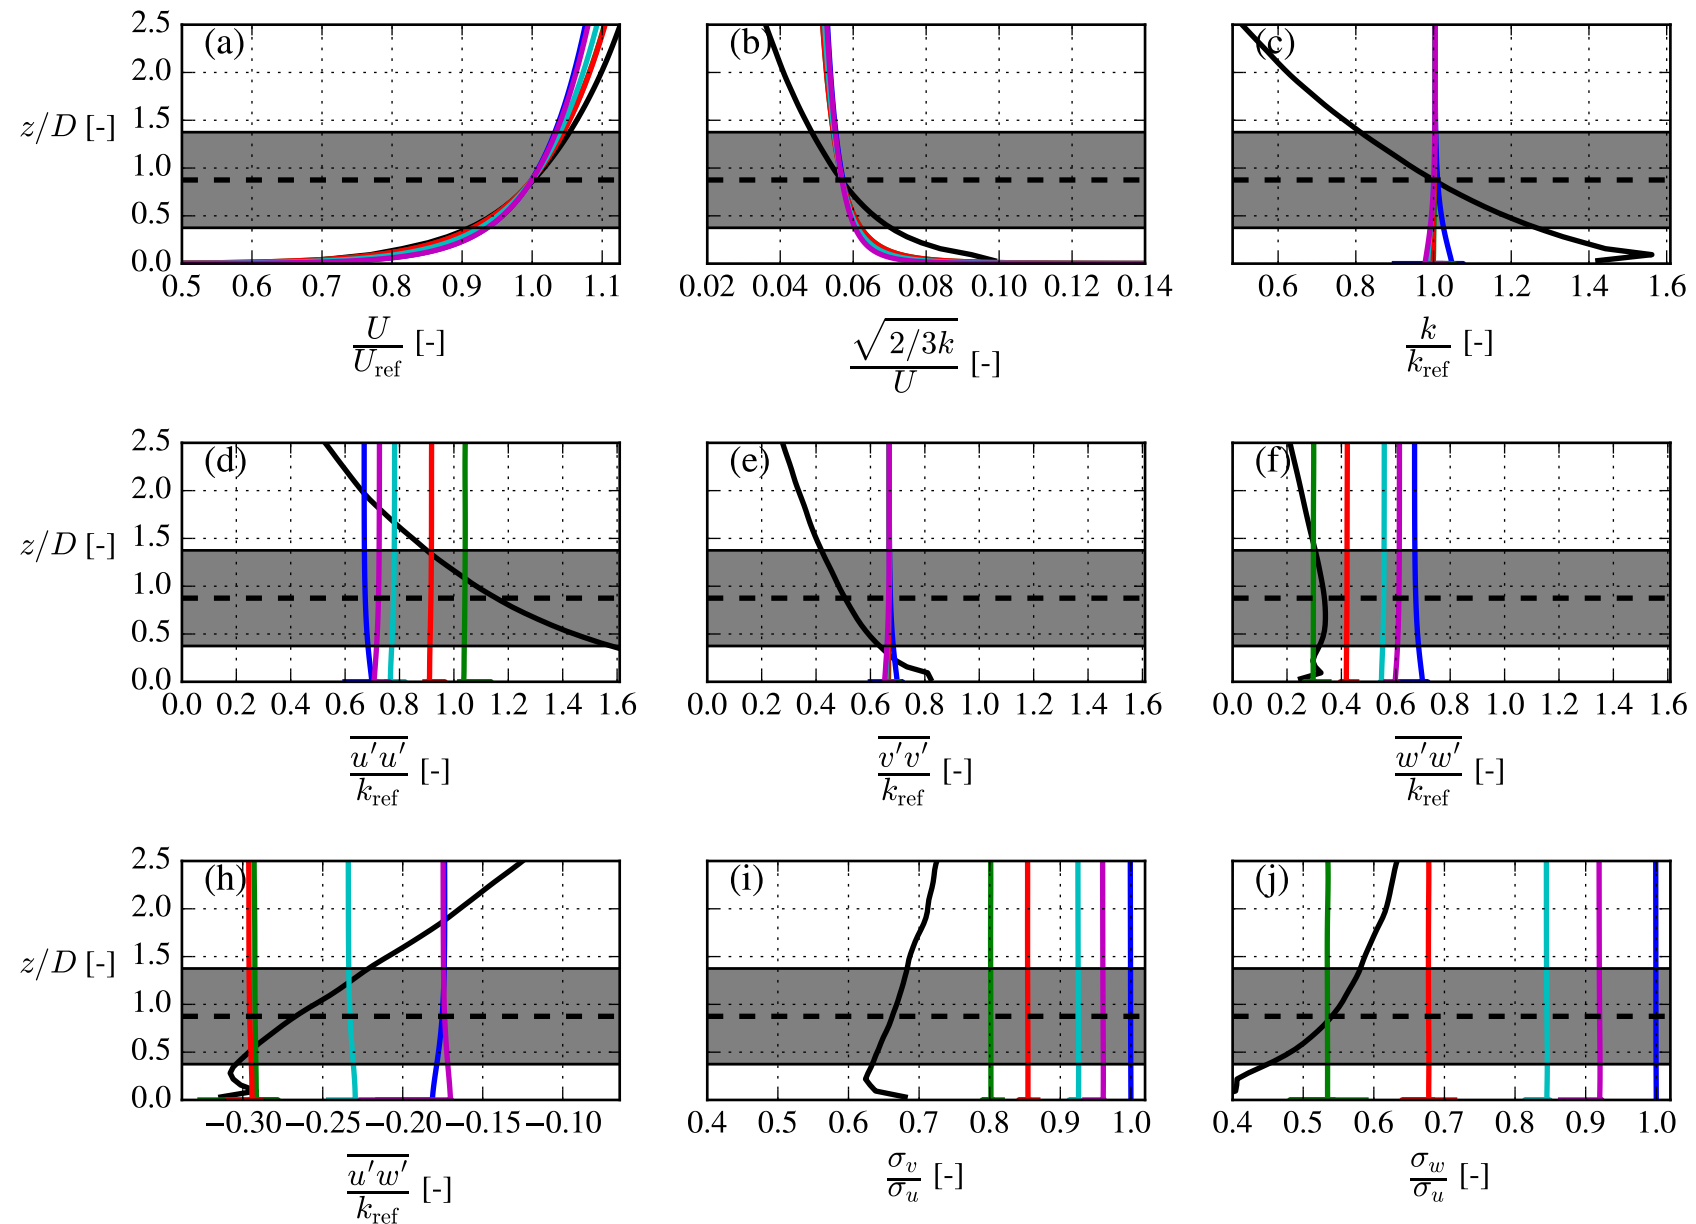 (a) (b) (c)
2.5
2.0
1.5
z/D [-]
1.0
0.5
0.0
0.5 0.6 0.7 0.8 0.9 1.0 1.1 0.02 0.04 0.06 0.08 0.10 0.12 0.14 0.6 0.8 1.0 1.2 1.4 1.6
U/U_ref [-] √(2/3k)/U [-] k/k_ref [-]
(d) (e) (f)
2.5
2.0
1.5
z/D [-]
1.0
0.5
0.0
0.0 0.2 0.4 0.6 0.8 1.0 1.2 1.4 1.6 0.0 0.2 0.4 0.6 0.8 1.0 1.2 1.4 1.6 0.0 0.2 0.4 0.6 0.8 1.0 1.2 1.4 1.6
u′u′/k_ref [-] v′v′/k_ref [-] w′w′/k_ref [-]
(h) (i) (j)
2.5
2.0
1.5
z/D [-]
1.0
0.5
0.0
−0.30 −0.25 −0.20 −0.15 −0.10 0.4 0.5 0.6 0.7 0.8 0.9 1.0 0.4 0.5 0.6 0.7 0.8 0.9 1.0
u′w′/k_ref [-] σ_v/σ_u [-] σ_w/σ_u [-]